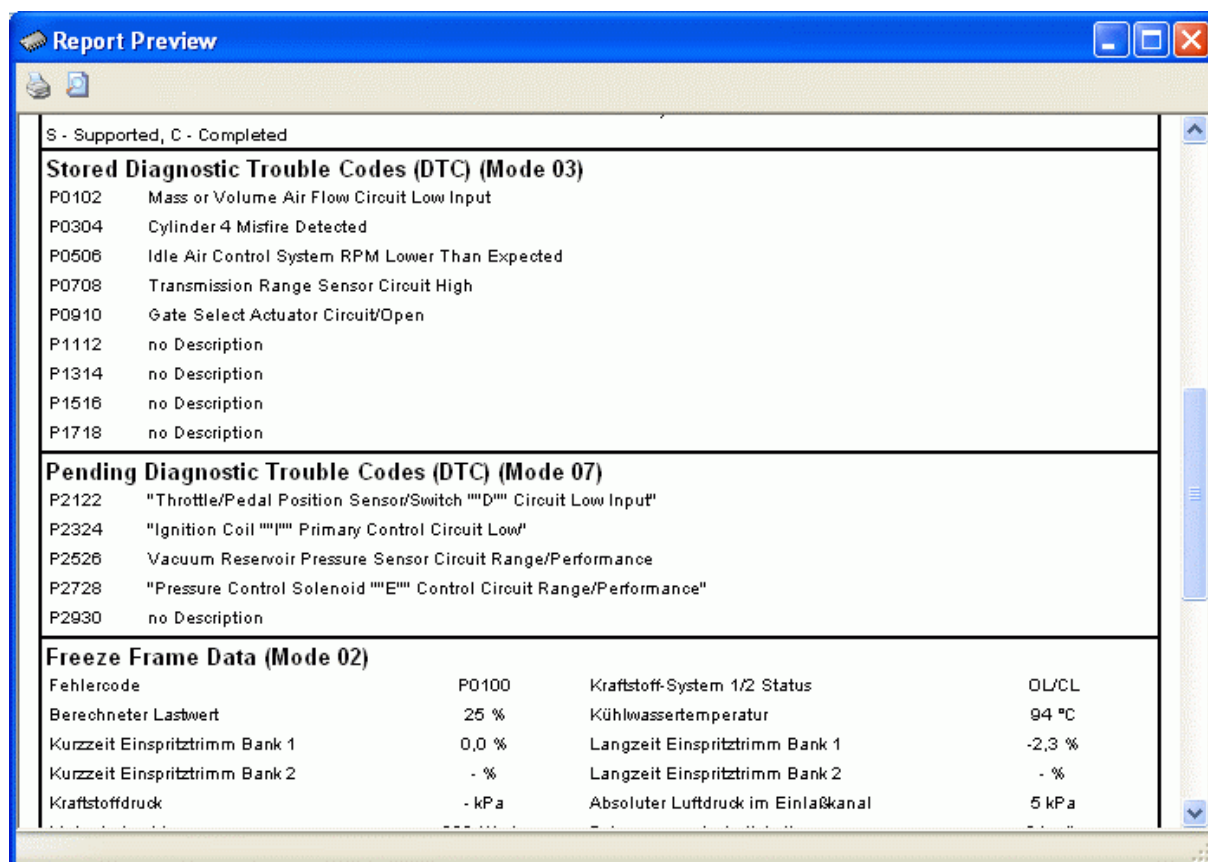 Report Preview
S - Supported, C - Completed
Stored Diagnostic Trouble Codes (DTC) (Mode 03)
P0102 Mass or Volume Air Flow Circuit Low Input
P0304 Cylinder 4 Misfire Detected
P0506 Idle Air Control System RPM Lower Than Expected
P0708 Transmission Range Sensor Circuit High
P0910 Gate Select Actuator Circuit/Open
P1112 no Description
P1314 no Description
P1516 no Description
P1718 no Description
Pending Diagnostic Trouble Codes (DTC) (Mode 07)
P2122 "Throttle/Pedal Position Sensor/Switch ""D"" Circuit Low Input"
P2324 "Ignition Coil ""I"" Primary Control Circuit Low"
P2526 Vacuum Reservoir Pressure Sensor Circuit Range/Performance
P2728 "Pressure Control Solenoid ""E"" Control Circuit Range/Performance"
P2930 no Description
Freeze Frame Data (Mode 02)
Fehlercode P0100 Kraftstoff-System 1/2 Status OL/CL
Berechneter Lastwert 25 % Kühlwassertemperatur 94 °C
Kurzzeit Einspritztrimm Bank 1 0,0 % Langzeit Einspritztrimm Bank 1 -2,3 %
Kurzzeit Einspritztrimm Bank 2 - % Langzeit Einspritztrimm Bank 2 - %
Kraftstoffdruck - kPa Absoluter Luftdruck im Einlaßkanal 5 kPa